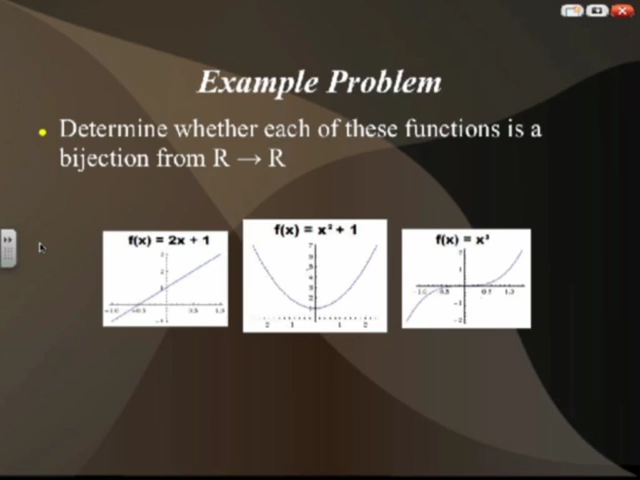 Example Problem
Determine whether each of these functions is a
bijection from R → R
f(x) = 2x + 1
f(x) = x² + 1
f(x) = x³